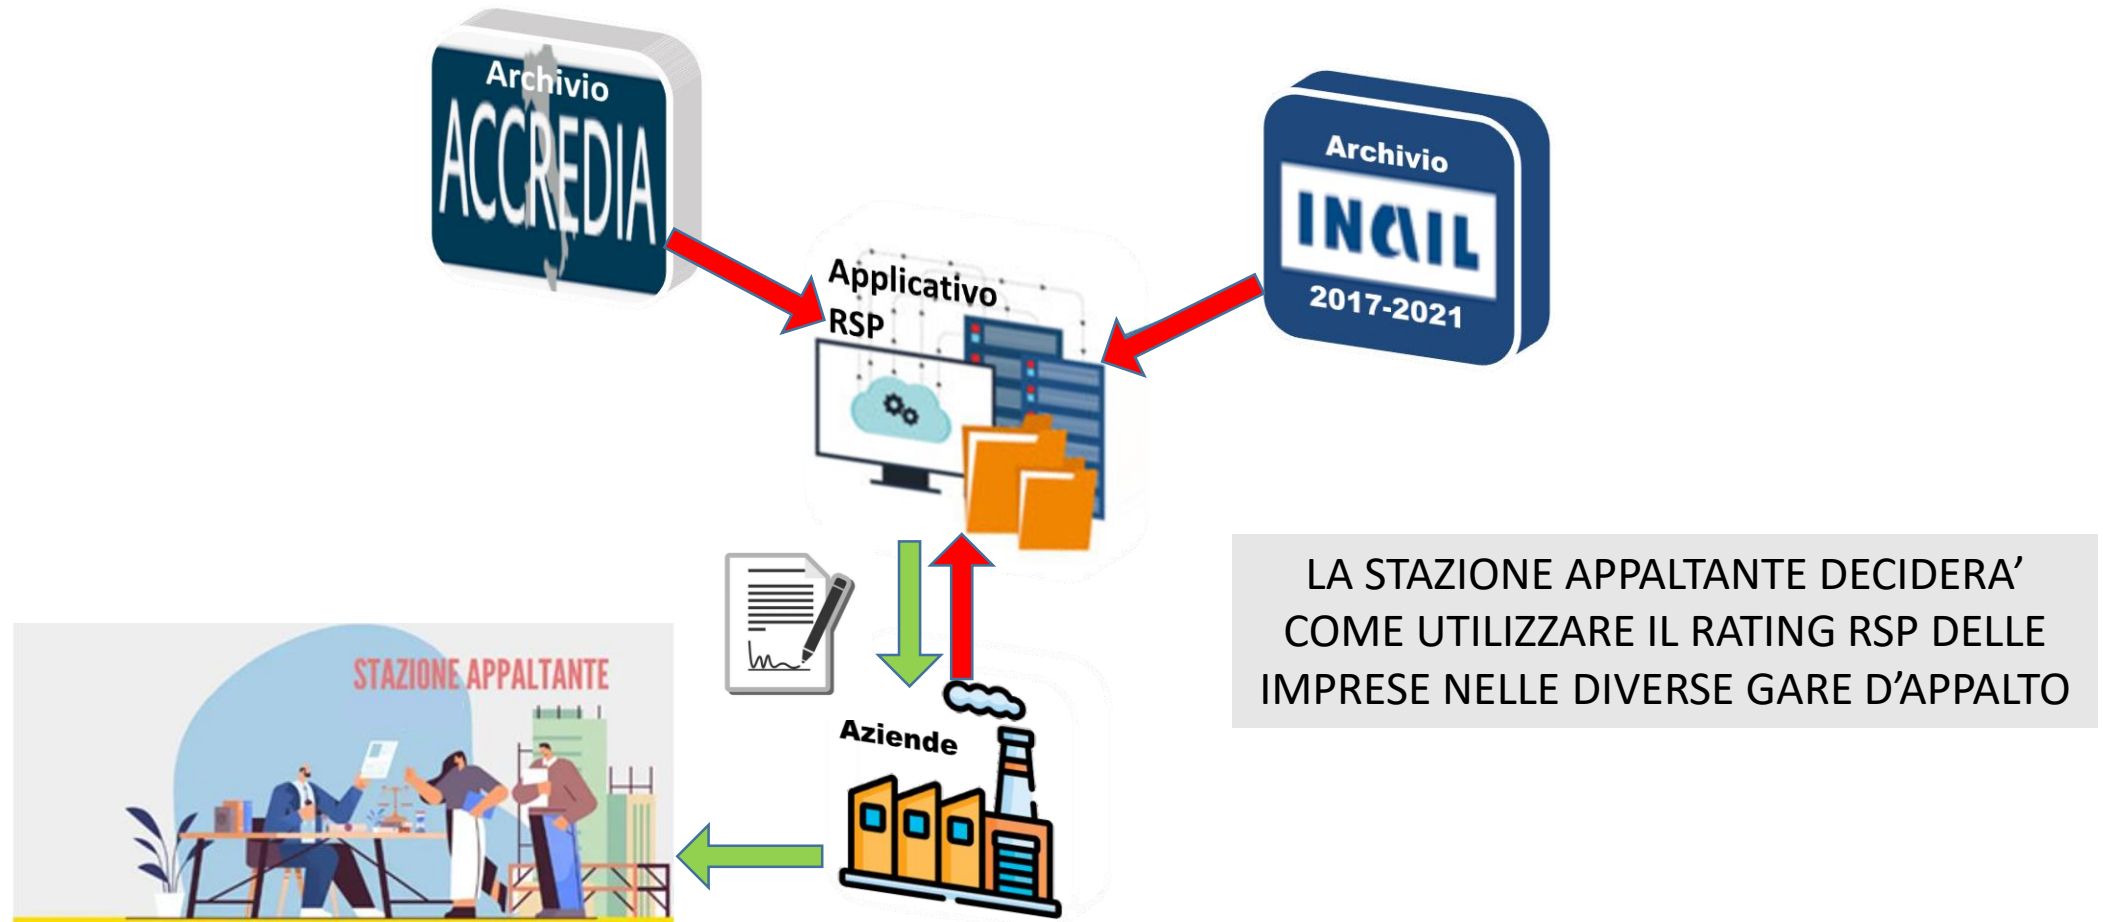 Archivio
ACCREDIA
Archivio
INAIL
2017-2021
Applicativo
RSP
LA STAZIONE APPALTANTE DECIDERA’
COME UTILIZZARE IL RATING RSP DELLE
IMPRESE NELLE DIVERSE GARE D’APPALTO
STAZIONE APPALTANTE
Aziende